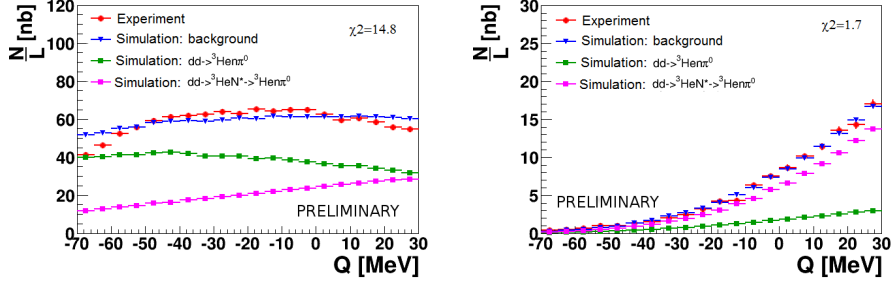 N/L [nb]
120
100
80
60
40
20
0
Experiment
Simulation: background
Simulation: dd->³Henπ⁰
Simulation: dd->³HeN*->³Henπ⁰
χ2=14.8
PRELIMINARY
-70 -60 -50 -40 -30 -20 -10 0 10 20 30
Q [MeV]
N/L [nb]
30
25
20
15
10
5
0
Experiment
Simulation: background
Simulation: dd->³Henπ⁰
Simulation: dd->³HeN*->³Henπ⁰
χ2=1.7
PRELIMINARY
-70 -60 -50 -40 -30 -20 -10 0 10 20 30
Q [MeV]